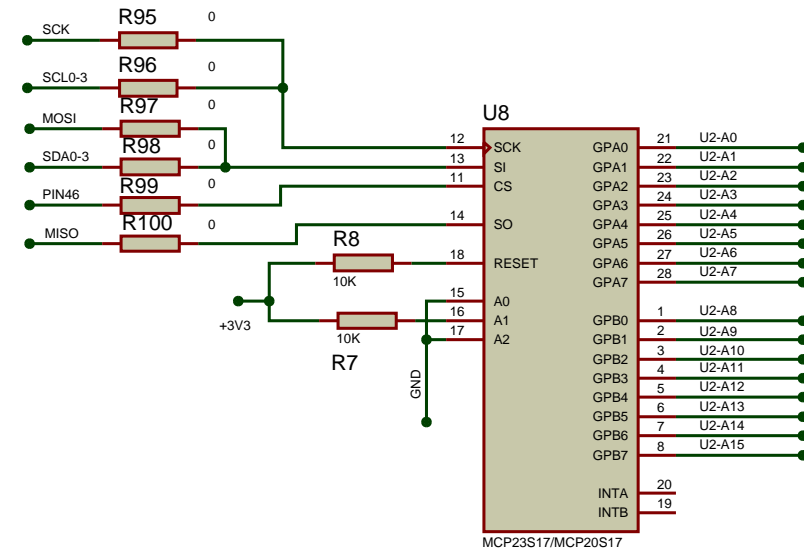 R95 0
SCK
R96 0
SCL0-3
R97 0
MOSI
R98 0
SDA0-3
R99 0
PIN46
R100 0
MISO
R8
10K
+3V3
10K
R7
GND
U8
12 SCK GPA0 21 U2-A0
13 SI GPA1 22 U2-A1
11 CS GPA2 23 U2-A2
GPA3 24 U2-A3
14 SO GPA4 25 U2-A4
GPA5 26 U2-A5
18 RESET GPA6 27 U2-A6
GPA7 28 U2-A7
15 A0 GPB0 1 U2-A8
16 A1 GPB1 2 U2-A9
17 A2 GPB2 3 U2-A10
GPB3 4 U2-A11
GPB4 5 U2-A12
GPB5 6 U2-A13
GPB6 7 U2-A14
GPB7 8 U2-A15
INTA 20
INTB 19
MCP23S17/MCP20S17